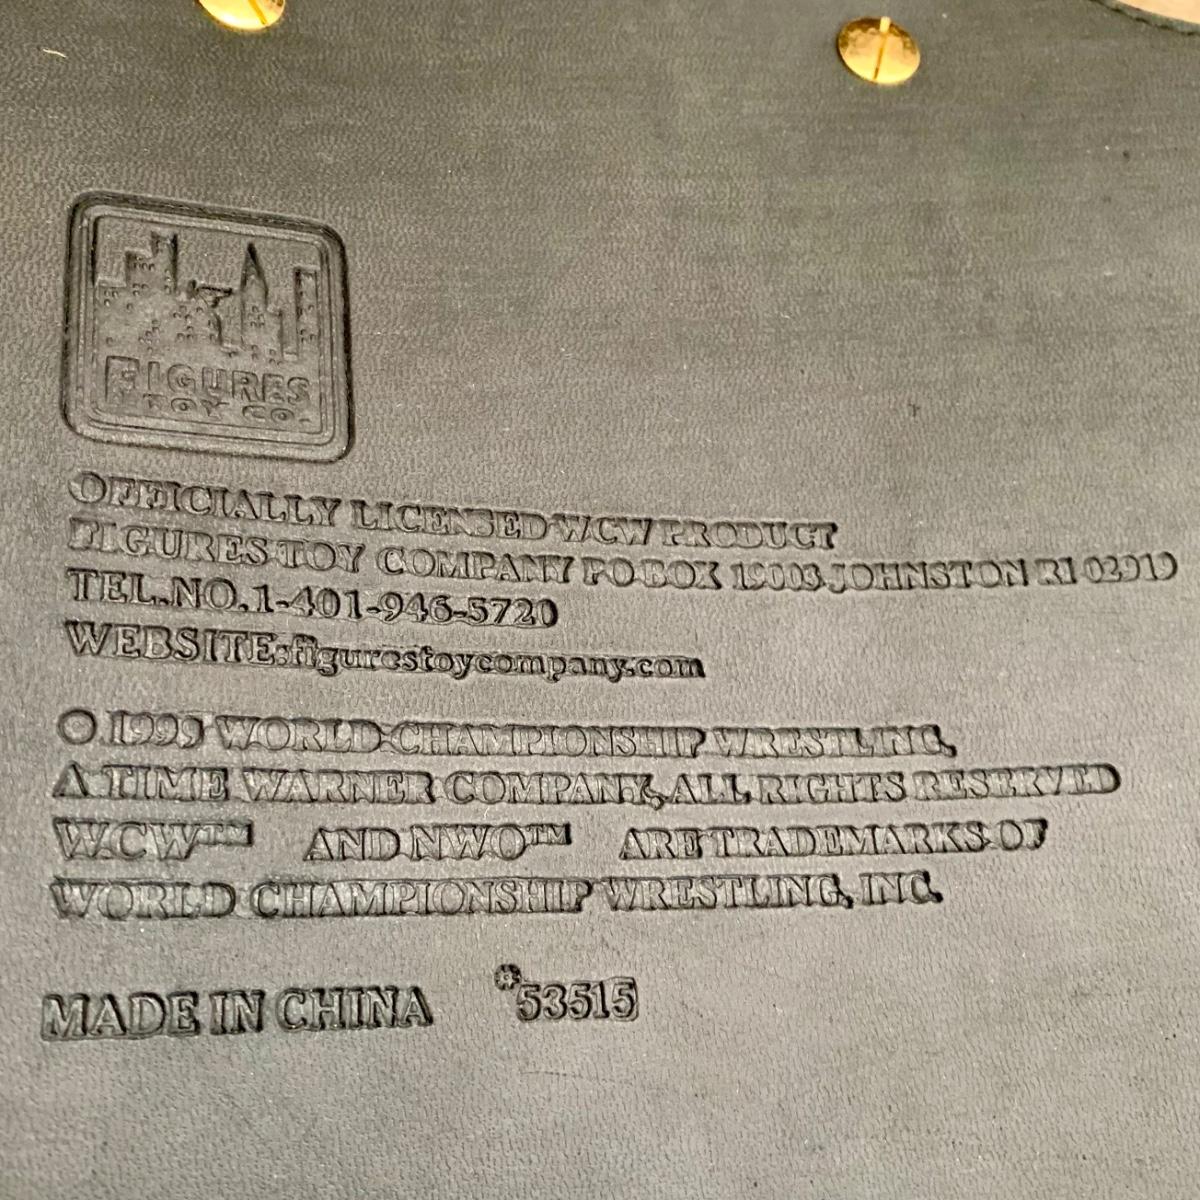 FIGURES
TOY CO.
OFFICIALLY LICENSED WCW PRODUCT
FIGURES TOY COMPANY PO BOX 19003 JOHNSTON RI 02919
TEL.NO.1-401-946-5720
WEBSITE:figurestoycompany.com
© 1999 WORLD CHAMPIONSHIP WRESTLING,
A TIME WARNER COMPANY, ALL RIGHTS RESERVED
WCW™ AND NWO™ ARE TRADEMARKS OF
WORLD CHAMPIONSHIP WRESTLING, INC.
MADE IN CHINA #53515